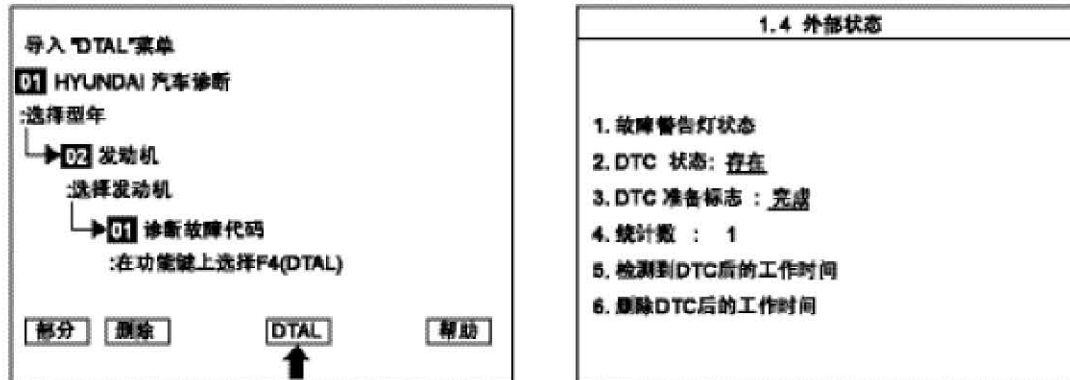 导入 "DTAL"菜单
01 HYUNDAI 汽车诊断
:选择型年
02 发动机
:选择发动机
01 诊断故障代码
:在功能键上选择F4(DTAL)
部分 删除 DTAL 帮助
1.4 外部状态
1. 故障警告灯状态
2. DTC 状态: 存在
3. DTC 准备标志 : 完成
4. 统计数 : 1
5. 检测到DTC后的工作时间
6. 删除DTC后的工作时间